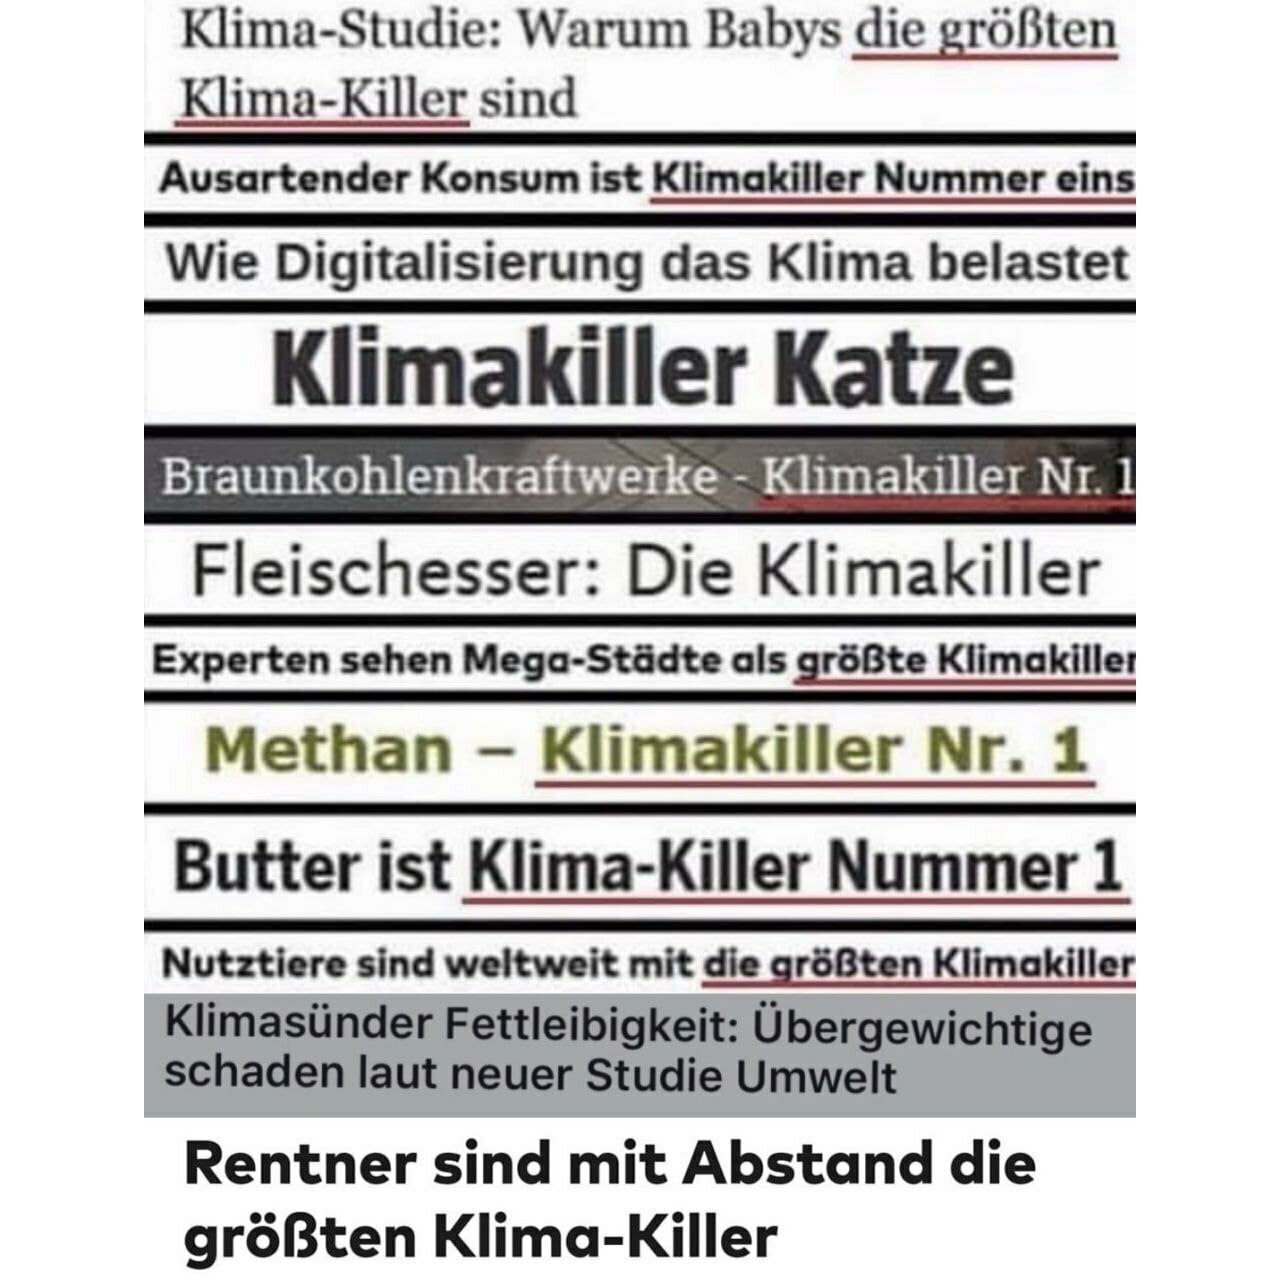 Klima-Studie: Warum Babys die größten
Klima-Killer sind
Ausartender Konsum ist Klimakiller Nummer eins
Wie Digitalisierung das Klima belastet
Klimakiller Katze
Braunkohlenkraftwerke - Klimakiller Nr. 1
Fleischesser: Die Klimakiller
Experten sehen Mega-Städte als größte Klimakiller
Methan – Klimakiller Nr. 1
Butter ist Klima-Killer Nummer 1
Nutztiere sind weltweit mit die größten Klimakiller
Klimasünder Fettleibigkeit: Übergewichtige
schaden laut neuer Studie Umwelt
Rentner sind mit Abstand die
größten Klima-Killer